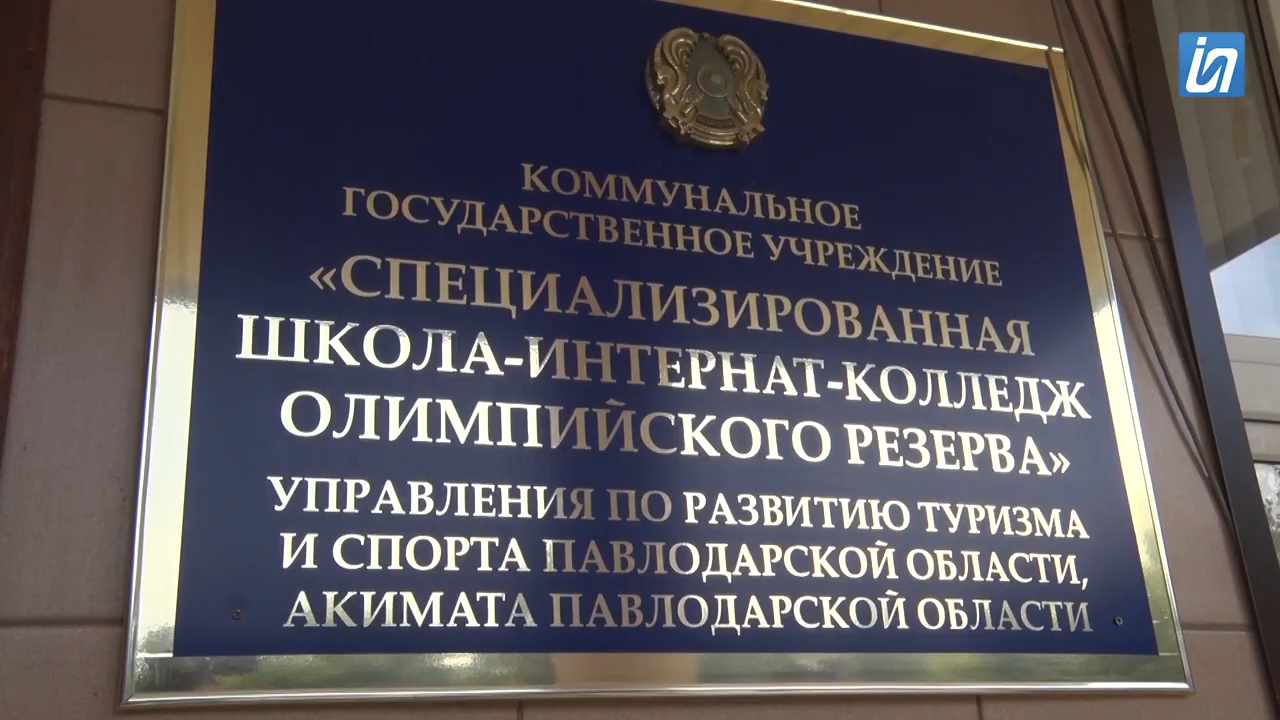 КОММУНАЛЬНОЕ
ГОСУДАРСТВЕННОЕ УЧРЕЖДЕНИЕ
«СПЕЦИАЛИЗИРОВАННАЯ
ШКОЛА-ИНТЕРНАТ-КОЛЛЕДЖ
ОЛИМПИЙСКОГО РЕЗЕРВА»
УПРАВЛЕНИЯ ПО РАЗВИТИЮ ТУРИЗМА
И СПОРТА ПАВЛОДАРСКОЙ ОБЛАСТИ,
АКИМАТА ПАВЛОДАРСКОЙ ОБЛАСТИ